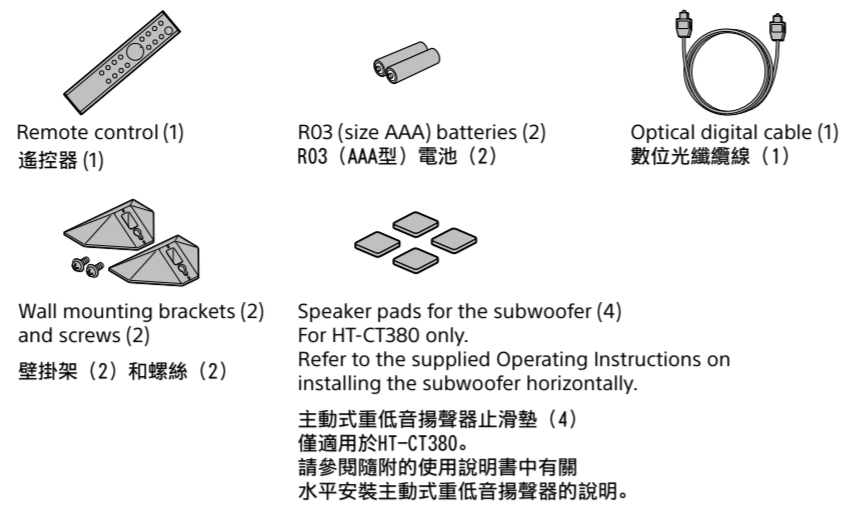 Remote control (1)
遙控器 (1)
R03 (size AAA) batteries (2)
R03（AAA型）電池（2）
Optical digital cable (1)
數位光纖纜線（1）
Wall mounting brackets (2)
and screws (2)
壁掛架（2）和螺絲（2）
Speaker pads for the subwoofer (4)
For HT-CT380 only.
Refer to the supplied Operating Instructions on
installing the subwoofer horizontally.
主動式重低音揚聲器止滑墊（4）
僅適用於HT-CT380。
請參閱隨附的使用說明書中有關
水平安裝主動式重低音揚聲器的說明。